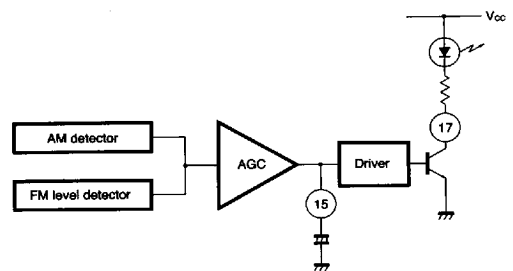 Vcc
17
AM detector
AGC
Driver
FM level detector
15